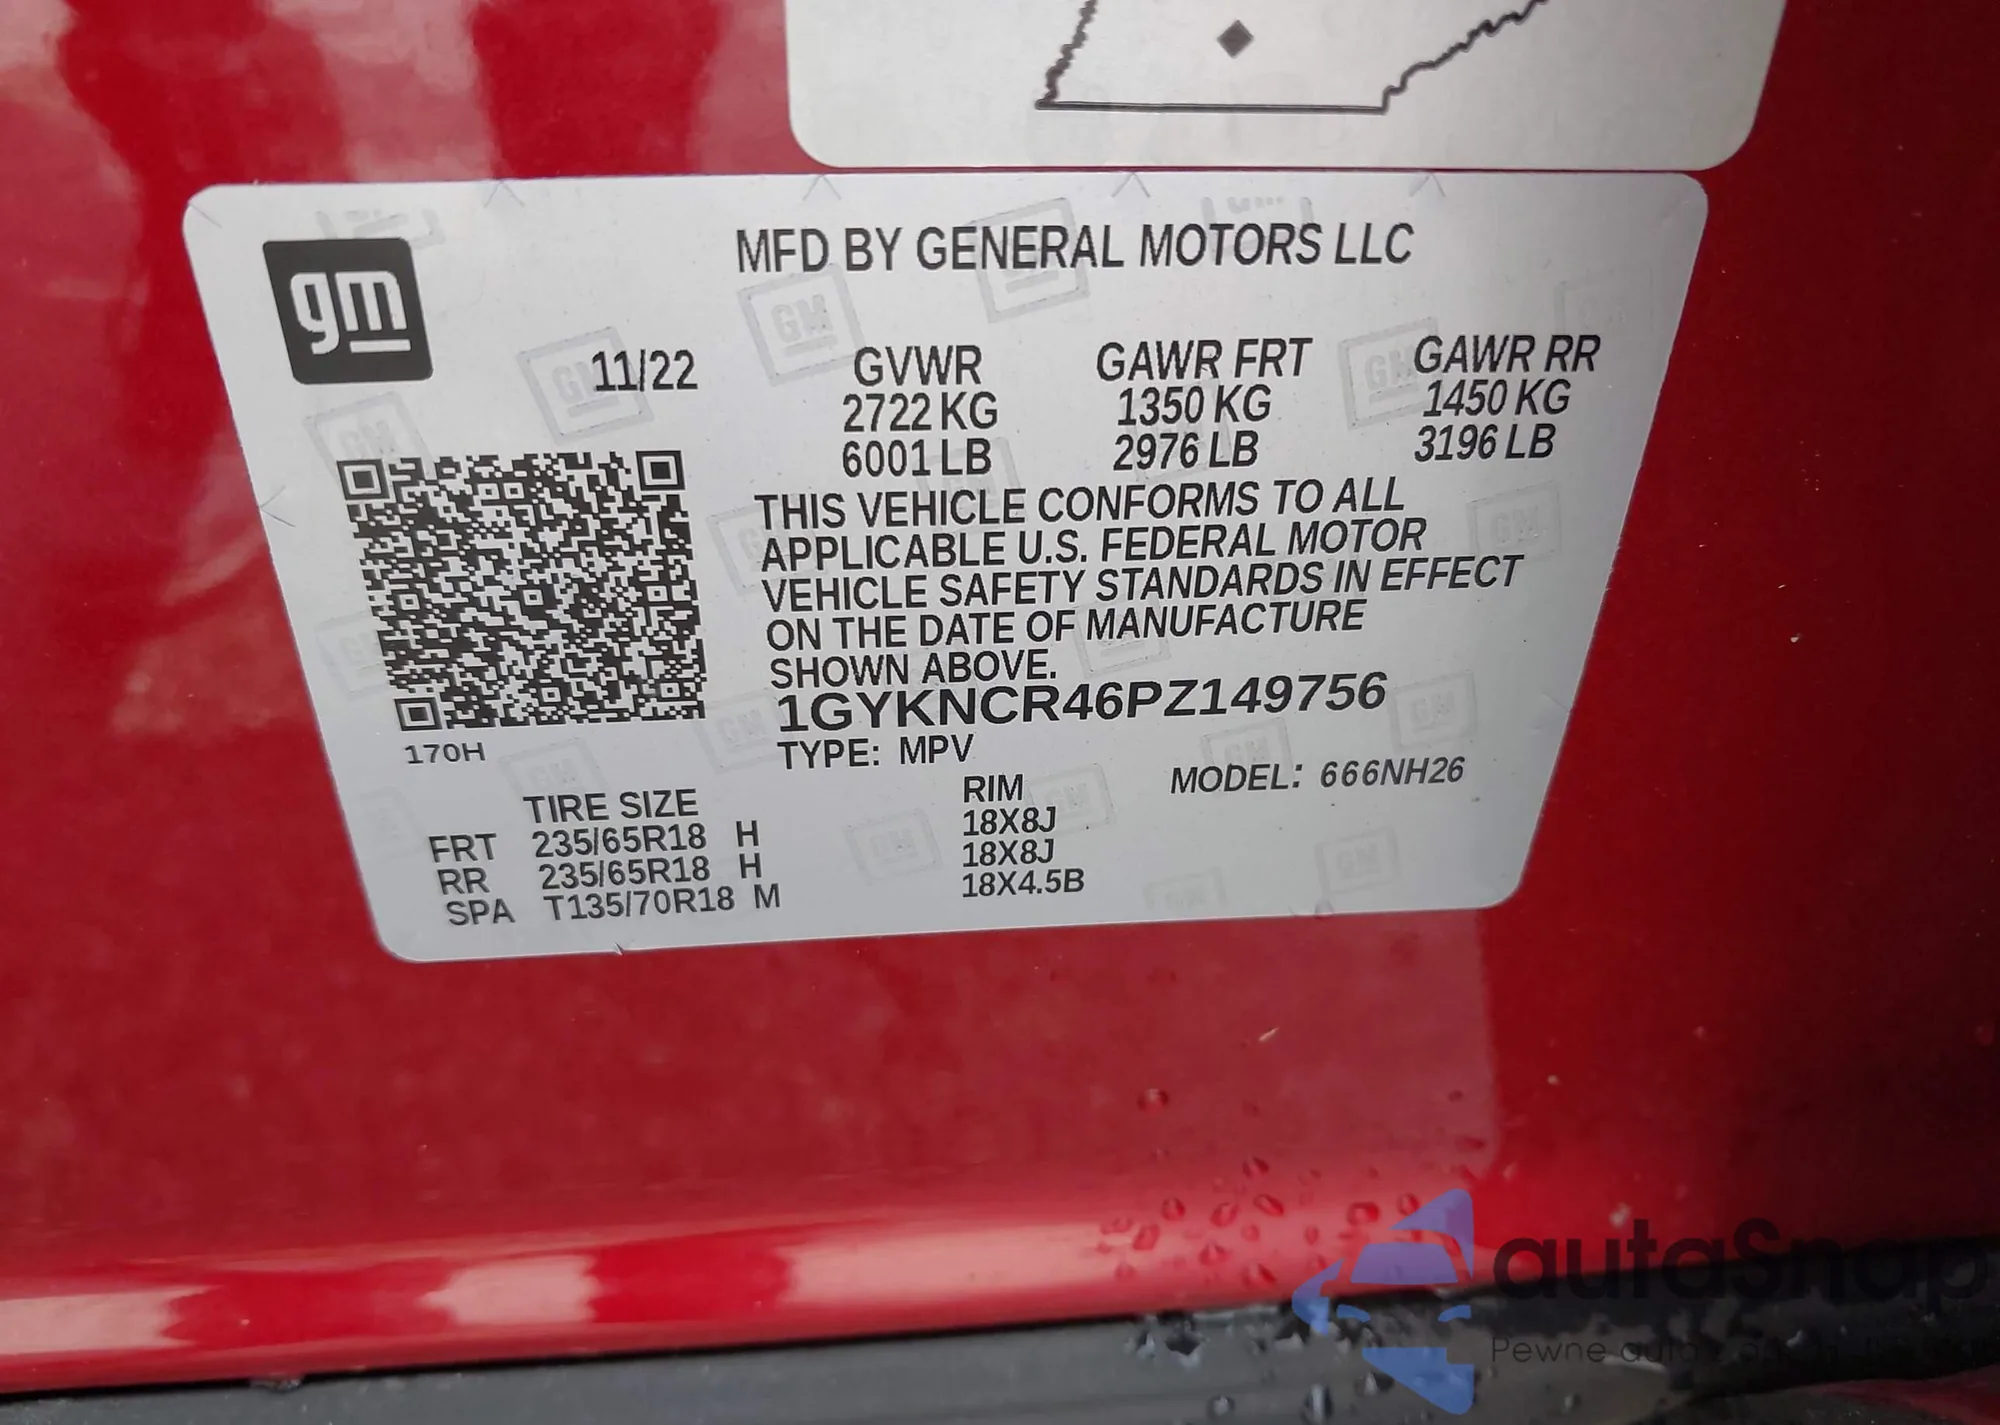 gm
MFD BY GENERAL MOTORS LLC
11/22
GVWR GAWR FRT GAWR RR
2722 KG 1350 KG 1450 KG
6001 LB 2976 LB 3196 LB
THIS VEHICLE CONFORMS TO ALL
APPLICABLE U.S. FEDERAL MOTOR
VEHICLE SAFETY STANDARDS IN EFFECT
ON THE DATE OF MANUFACTURE
SHOWN ABOVE.
1GYKNCR46PZ149756
170H
TYPE: MPV
MODEL: 666NH26
TIRE SIZE RIM
FRT 235/65R18 H 18X8J
RR 235/65R18 H 18X8J
SPA T135/70R18 M 18X4.5B
autaSnap
Pewne auta